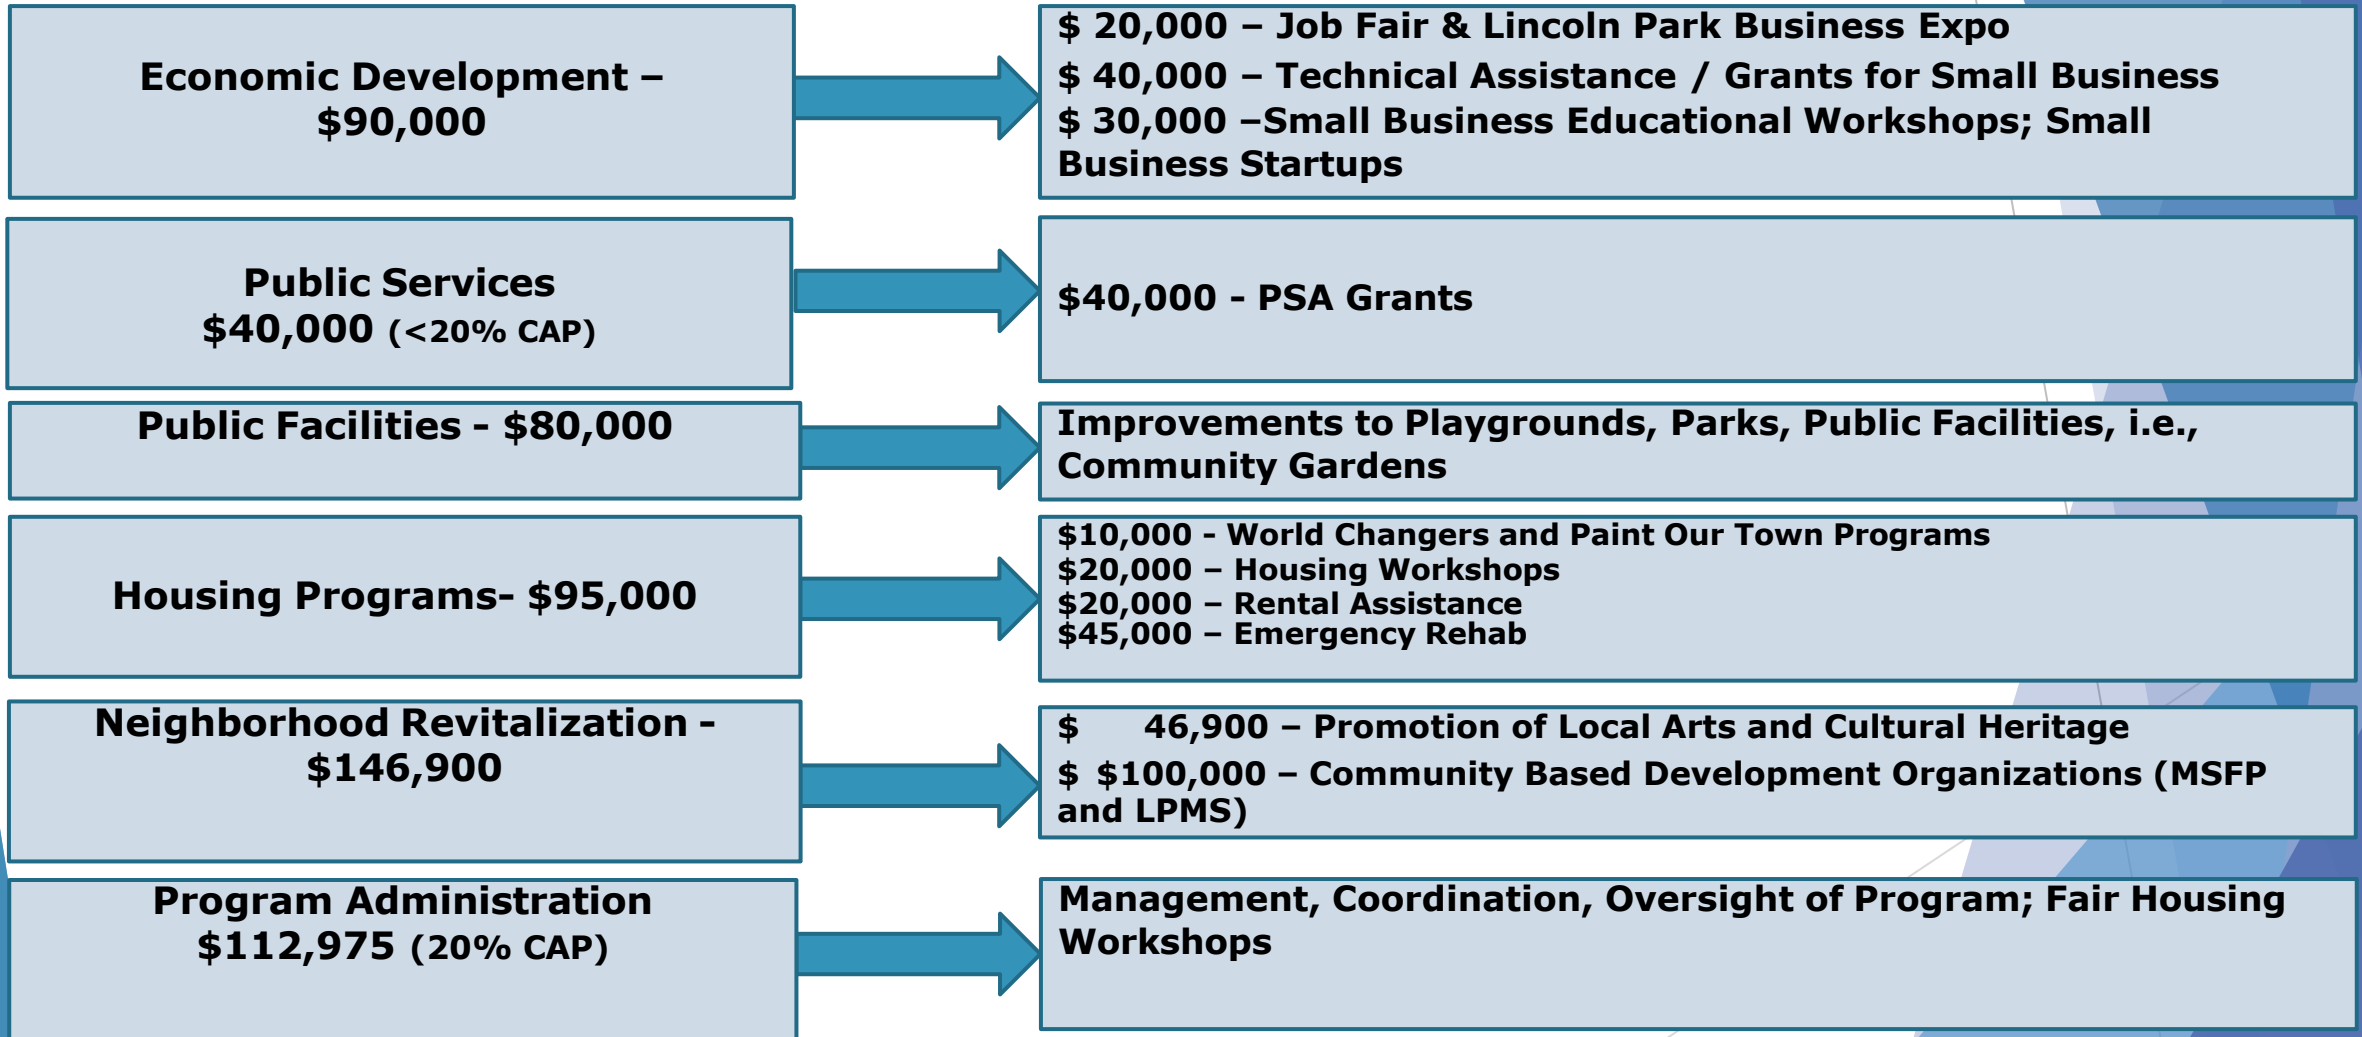 Economic Development –
$90,000
$ 20,000 – Job Fair & Lincoln Park Business Expo
$ 40,000 – Technical Assistance / Grants for Small Business
$ 30,000 –Small Business Educational Workshops; Small
Business Startups
Public Services
$40,000 (<20% CAP)
$40,000 - PSA Grants
Public Facilities - $80,000
Improvements to Playgrounds, Parks, Public Facilities, i.e.,
Community Gardens
Housing Programs- $95,000
$10,000 - World Changers and Paint Our Town Programs
$20,000 – Housing Workshops
$20,000 – Rental Assistance
$45,000 – Emergency Rehab
Neighborhood Revitalization -
$146,900
$ 46,900 – Promotion of Local Arts and Cultural Heritage
$ $100,000 – Community Based Development Organizations (MSFP
and LPMS)
Program Administration
$112,975 (20% CAP)
Management, Coordination, Oversight of Program; Fair Housing
Workshops